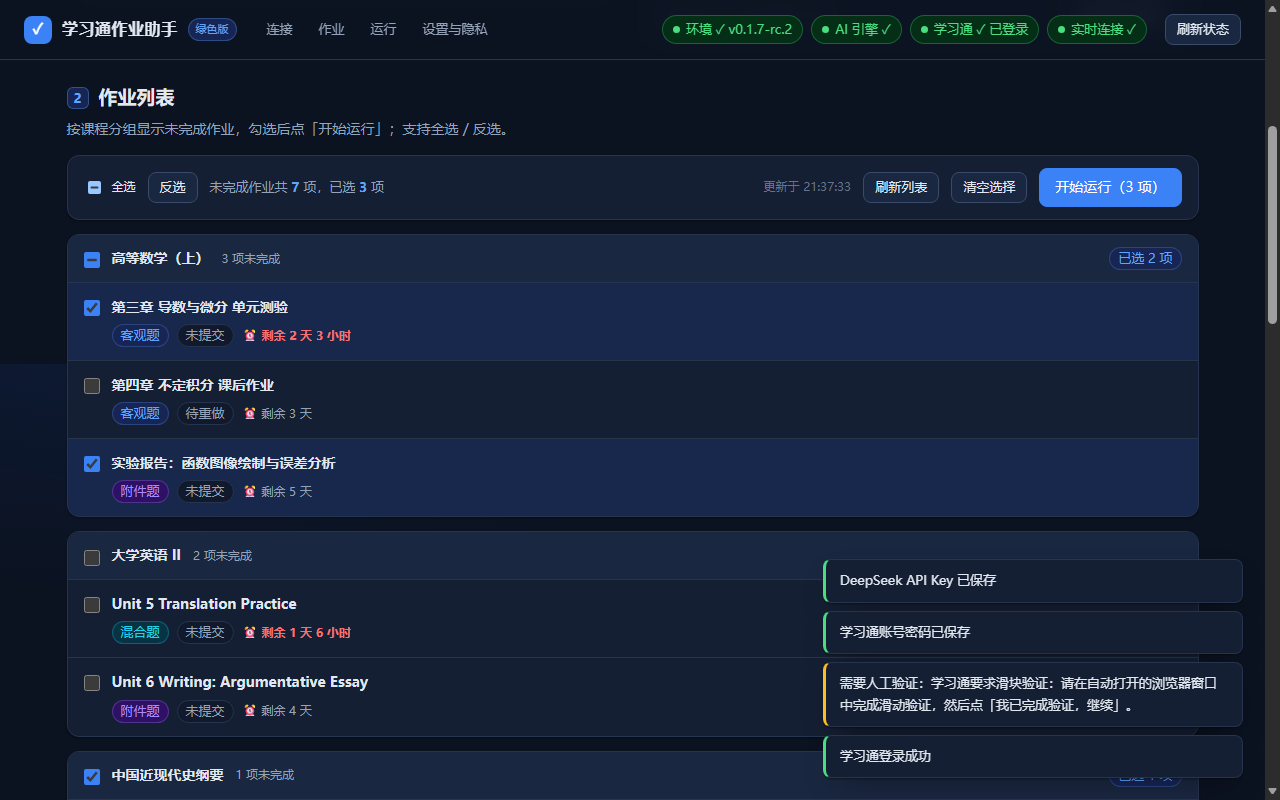 ✓ 学习通作业助手 绿色版 连接 作业 运行 设置与隐私 环境 ✓ v0.1.7-rc.2 AI 引擎 ✓ 学习通 ✓ 已登录 实时连接 ✓ 刷新状态
2 作业列表
按课程分组显示未完成作业，勾选后点「开始运行」；支持全选 / 反选。
全选 反选 未完成作业共 7 项，已选 3 项 更新于 21:37:33 刷新列表 清空选择 开始运行（3 项）
高等数学（上） 3 项未完成 已选 2 项
第三章 导数与微分 单元测验
客观题 未提交 ⏰ 剩余 2 天 3 小时
第四章 不定积分 课后作业
客观题 待重做 ⏰ 剩余 3 天
实验报告：函数图像绘制与误差分析
附件题 未提交 ⏰ 剩余 5 天
大学英语 II 2 项未完成
Unit 5 Translation Practice
混合题 未提交 ⏰ 剩余 1 天 6 小时
Unit 6 Writing: Argumentative Essay
附件题 未提交 ⏰ 剩余 4 天
中国近现代史纲要 1 项未完成
DeepSeek API Key 已保存
学习通账号密码已保存
需要人工验证：学习通要求滑块验证：请在自动打开的浏览器窗口
中完成滑动验证，然后点「我已完成验证，继续」。
学习通登录成功